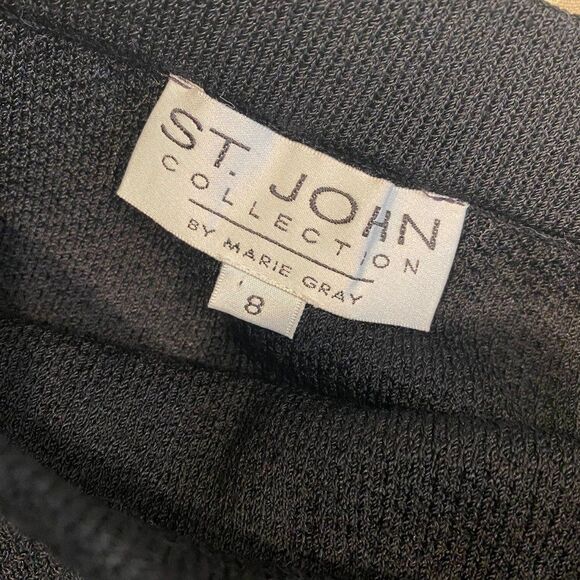 ST. JOHN
COLLECTION
BY MARIE GRAY
8